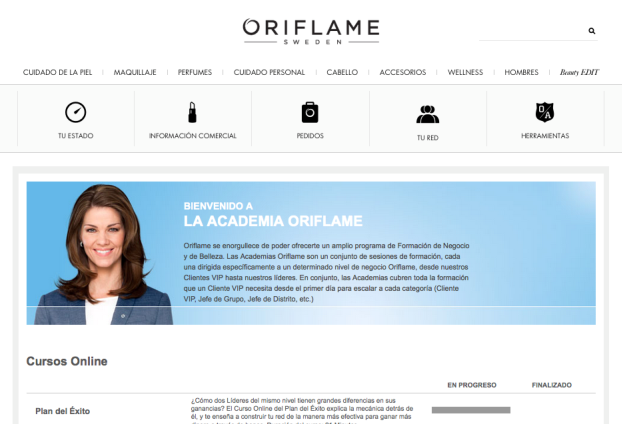 ORIFLAME
SWEDEN
CUIDADO DE LA PIEL
MAQUILLAJE
PERFUMES
CUIDADO PERSONAL
CABELLO
ACCESORIOS
WELLNESS
HOMBRES
Beauty EDIT
TU ESTADO
INFORMACIÓN COMERCIAL
PEDIDOS
TU RED
HERRAMIENTAS
BIENVENIDO A
LA ACADEMIA ORIFLAME
Oriflame se enorgullece de poder ofrecerte un amplio programa de Formación de Negocio
y de Belleza. Las Academias Oriflame son un conjunto de sesiones de formación, cada
una dirigida específicamente a un determinado nivel de negocio Oriflame, desde nuestros
Clientes VIP hasta nuestros líderes. En conjunto, las Academias cubren toda la formación
que un Cliente VIP necesita desde el primer día para escalar a cada categoría (Cliente
VIP, Jefe de Grupo, Jefe de Distrito, etc.)
Cursos Online
EN PROGRESO
FINALIZADO
Plan del Éxito
¿Cómo dos Líderes del mismo nivel tienen grandes diferencias en sus
ganancias? El Curso Online del Plan del Éxito explica la mecánica detrás de
él, y te enseña a construir tu red de la manera más efectiva para ganar más